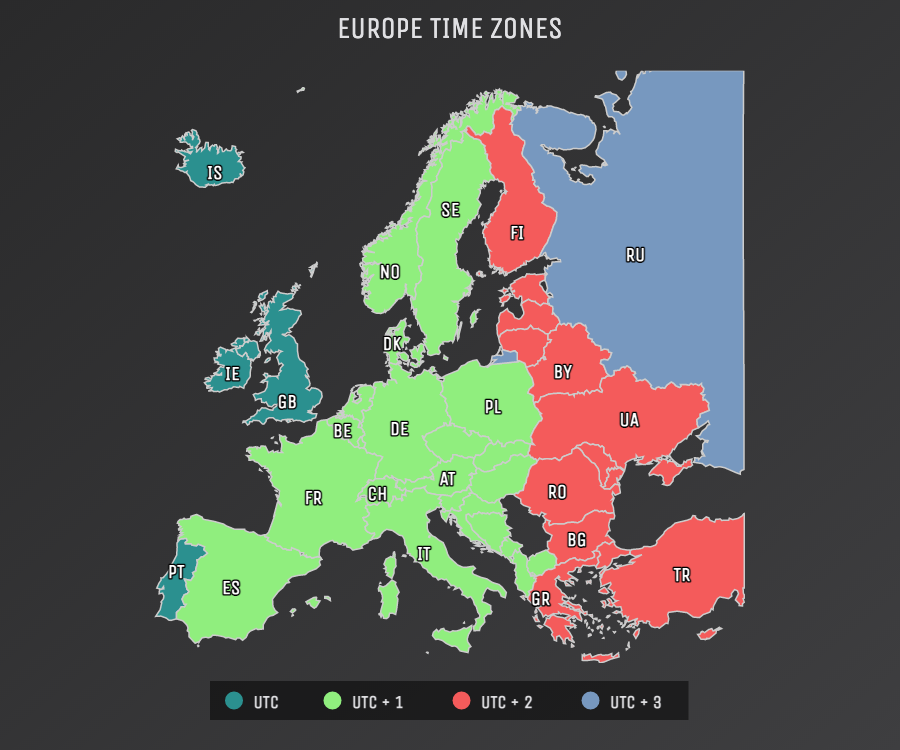 EUROPE TIME ZONES
IS
SE
FI
NO
RU
DK
IE
BY
GB
PL
UA
BE
DE
AT
CH
RO
FR
BG
IT
PT
TR
ES
GR
UTC
UTC + 1
UTC + 2
UTC + 3